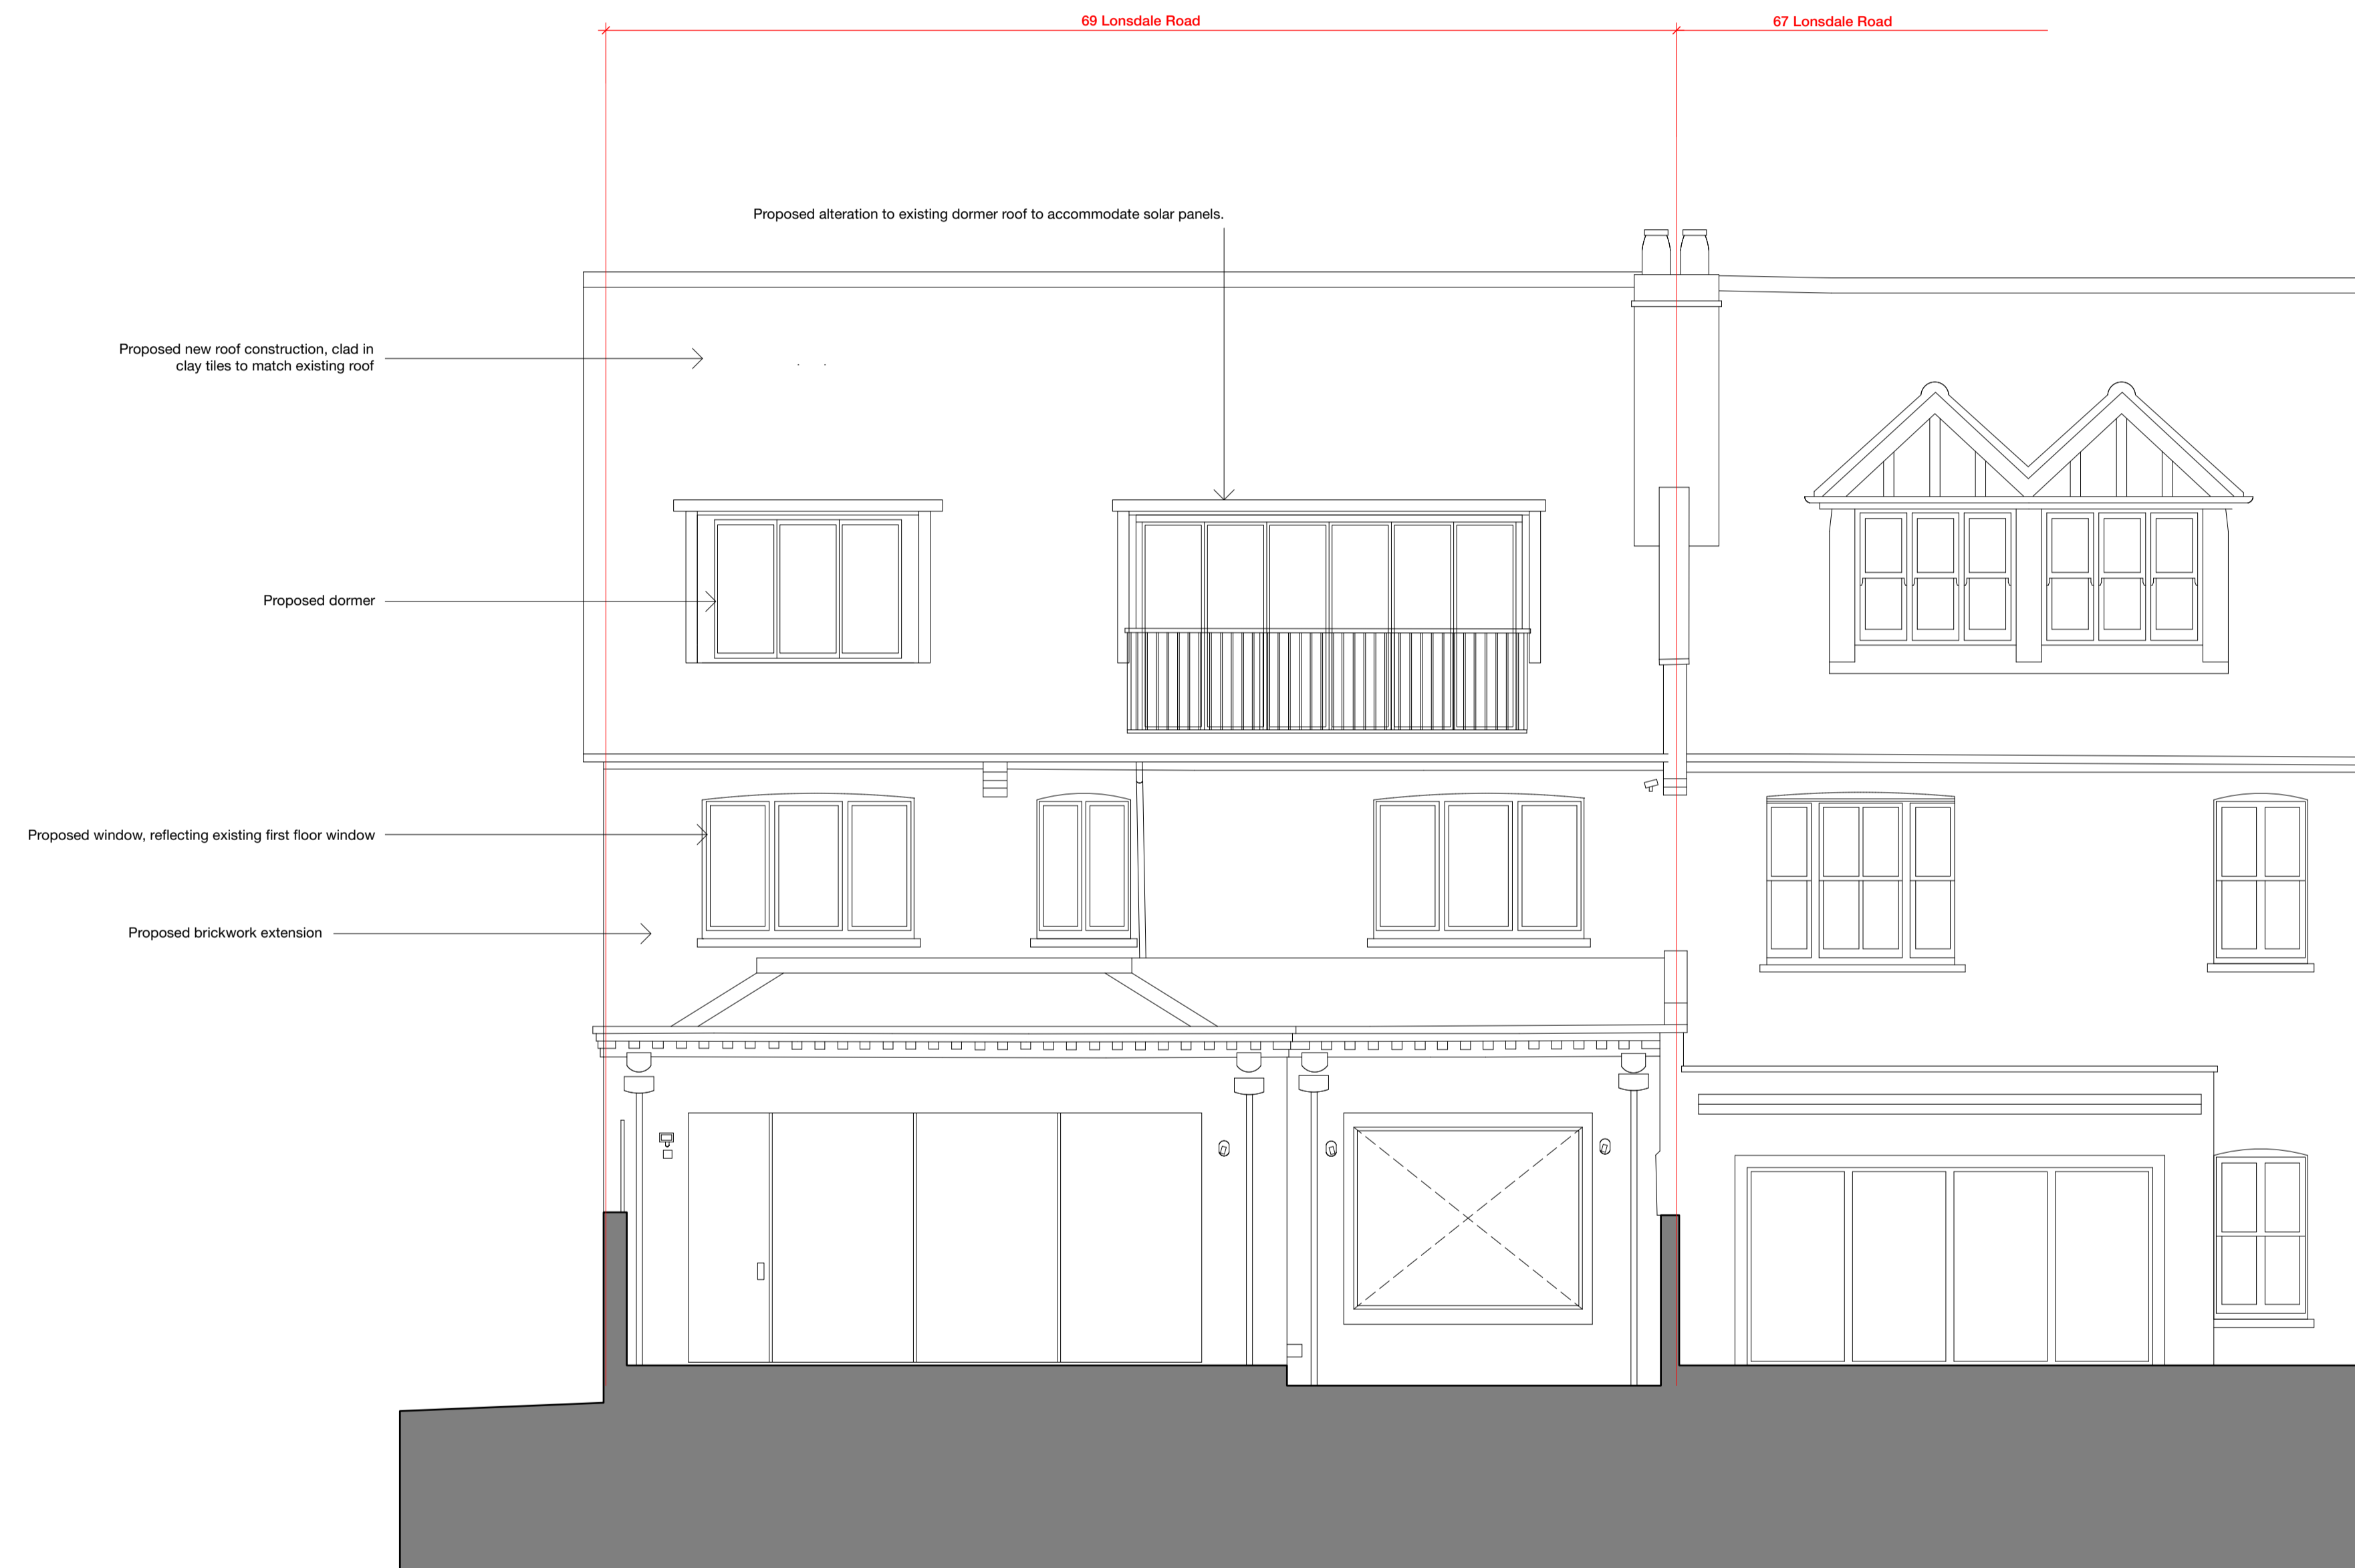 69 Lonsdale Road
67 Lonsdale Road
Proposed alteration to existing dormer roof to accommodate solar panels.
Proposed new roof construction, clad in
clay tiles to match existing roof
Proposed dormer
Proposed window, reflecting existing first floor window
Proposed brickwork extension